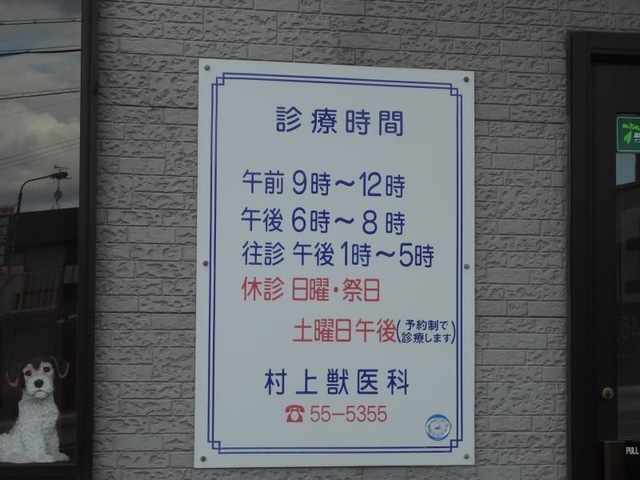 診療時間
午前 9時～12時
午後 6時～8時
往診 午後 1時～5時
休診 日曜・祭日
土曜日午後(予約制で
診療します)
村上獣医科
☎ 55-5355
PULL